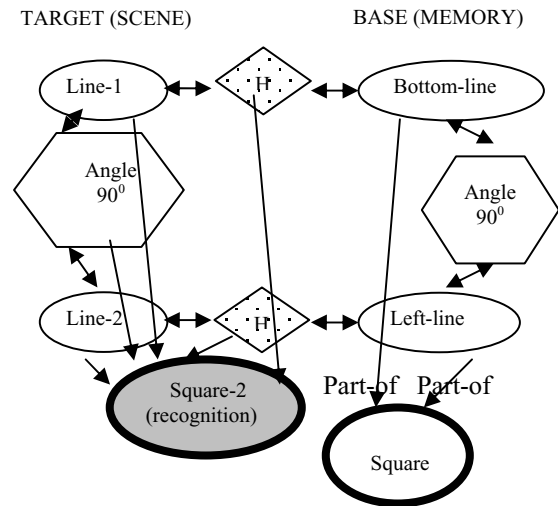 TARGET (SCENE)
BASE (MEMORY)
Line-1
H
Bottom-line
Angle
90⁰
Angle
90⁰
Line-2
H
Left-line
Square-2
(recognition)
Part-of
Part-of
Square